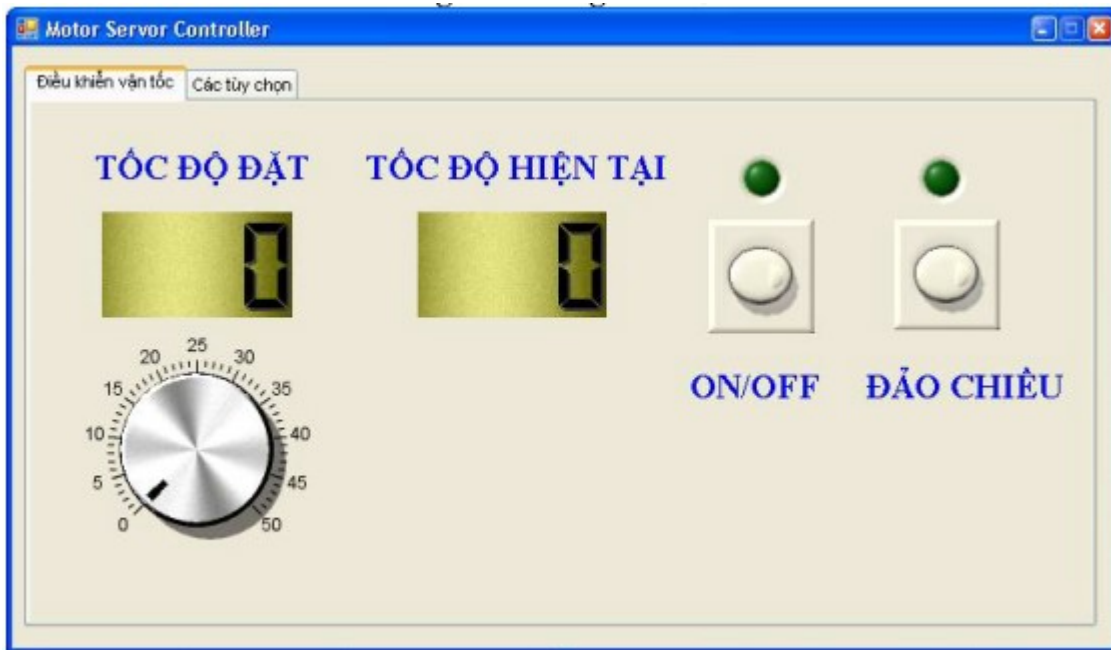 Motor Servor Controller
Điều khiển vận tốc Các tùy chọn
TỐC ĐỘ ĐẶT TỐC ĐỘ HIỆN TẠI
0 0
25
20 30
15 35
ON/OFF ĐẢO CHIỀU
10 40
5 45
0 50